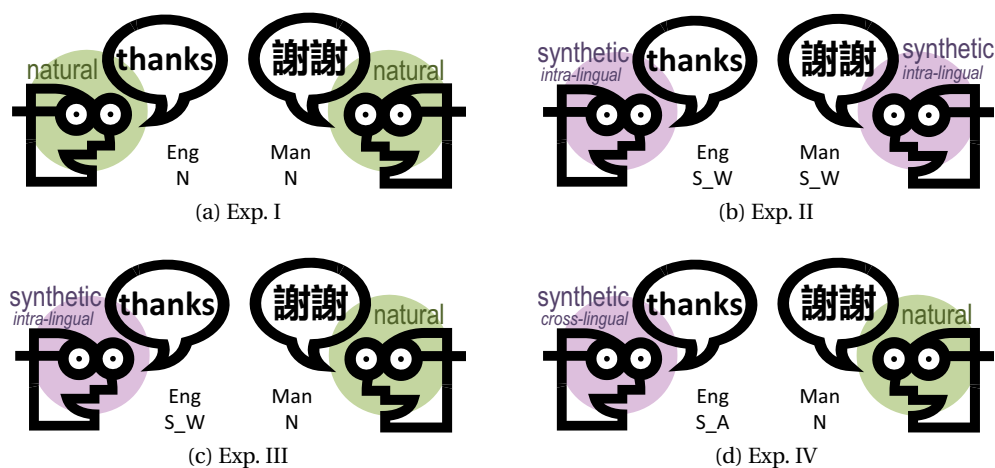 natural
thanks
謝謝
natural
Eng
N
Man
N
(a) Exp. I
synthetic
intra-lingual
thanks
謝謝
synthetic
intra-lingual
Eng
S_W
Man
S_W
(b) Exp. II
synthetic
intra-lingual
thanks
謝謝
natural
Eng
S_W
Man
N
(c) Exp. III
synthetic
cross-lingual
thanks
謝謝
natural
Eng
S_A
Man
N
(d) Exp. IV